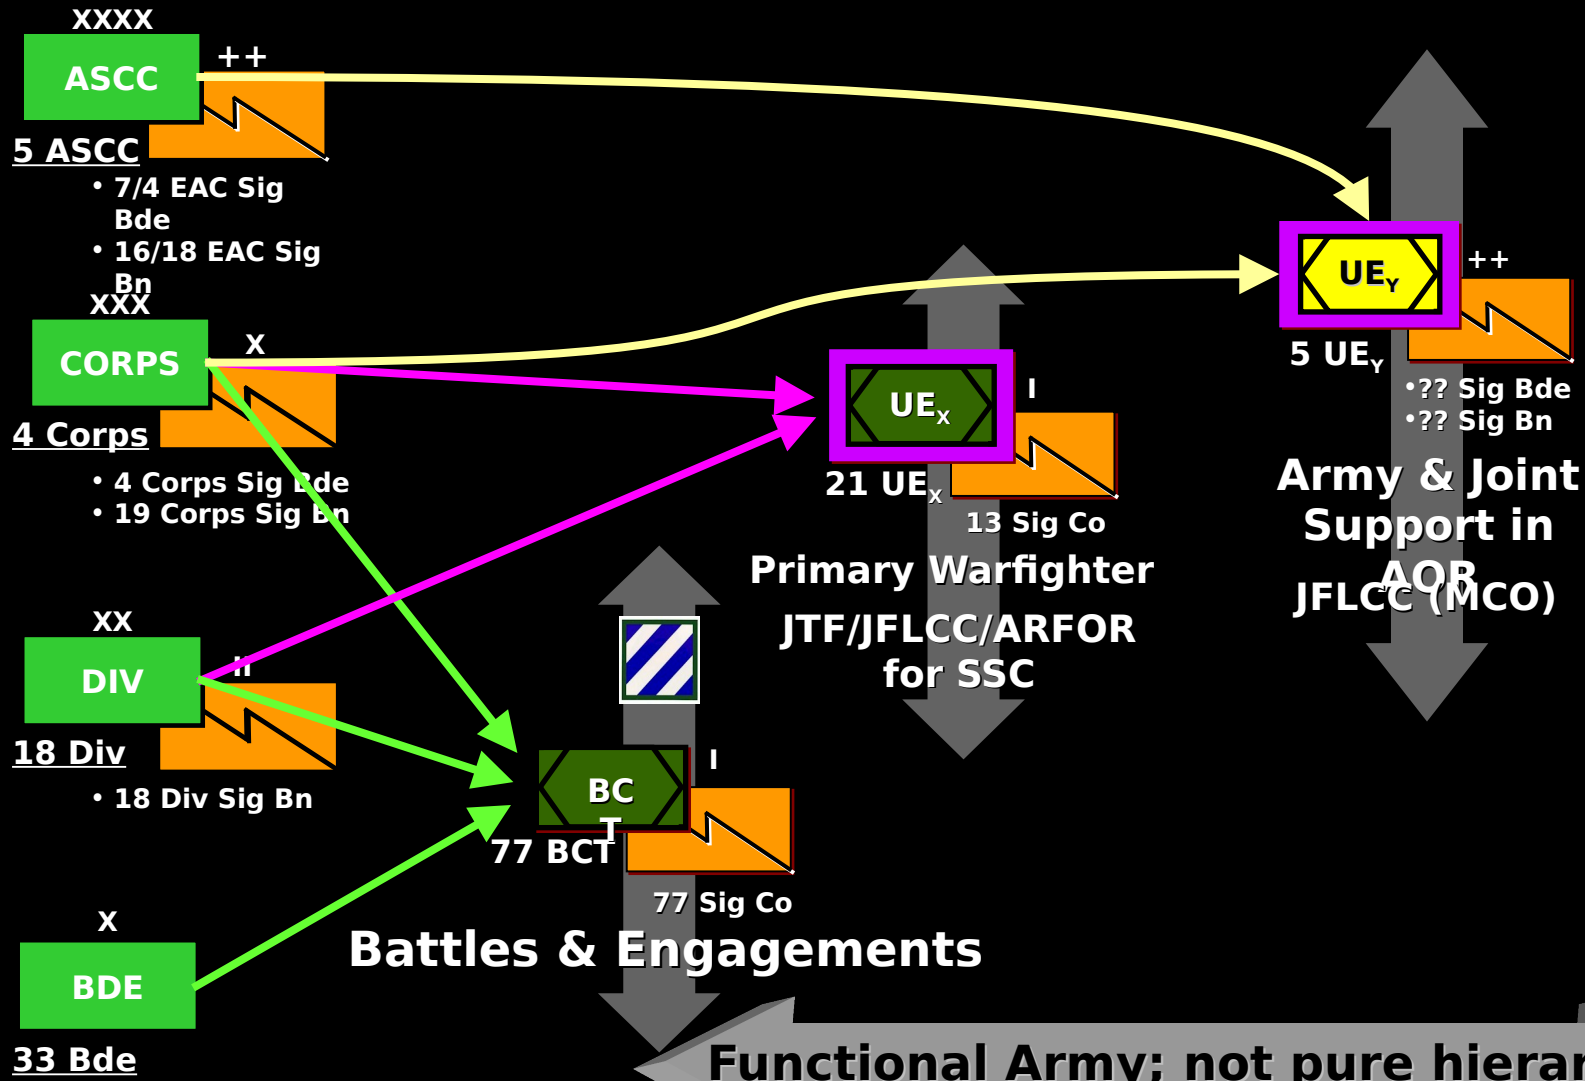 XXXX
ASCC
++
5 ASCC
• 7/4 EAC Sig
Bde
• 16/18 EAC Sig
Bn
XXX
CORPS
X
4 Corps
• 4 Corps Sig Bde
• 19 Corps Sig Bn
XX
DIV
II
18 Div
• 18 Div Sig Bn
X
BDE
33 Bde
BC
T
I
77 BCT
77 Sig Co
Battles & Engagements
UEX
I
21 UEX
13 Sig Co
Primary Warfighter
JTF/JFLCC/ARFOR
for SSC
UEY
++
5 UEY
•?? Sig Bde
•?? Sig Bn
Army & Joint
Support in
AOR
JFLCC (MCO)
Functional Army; not pure hierar